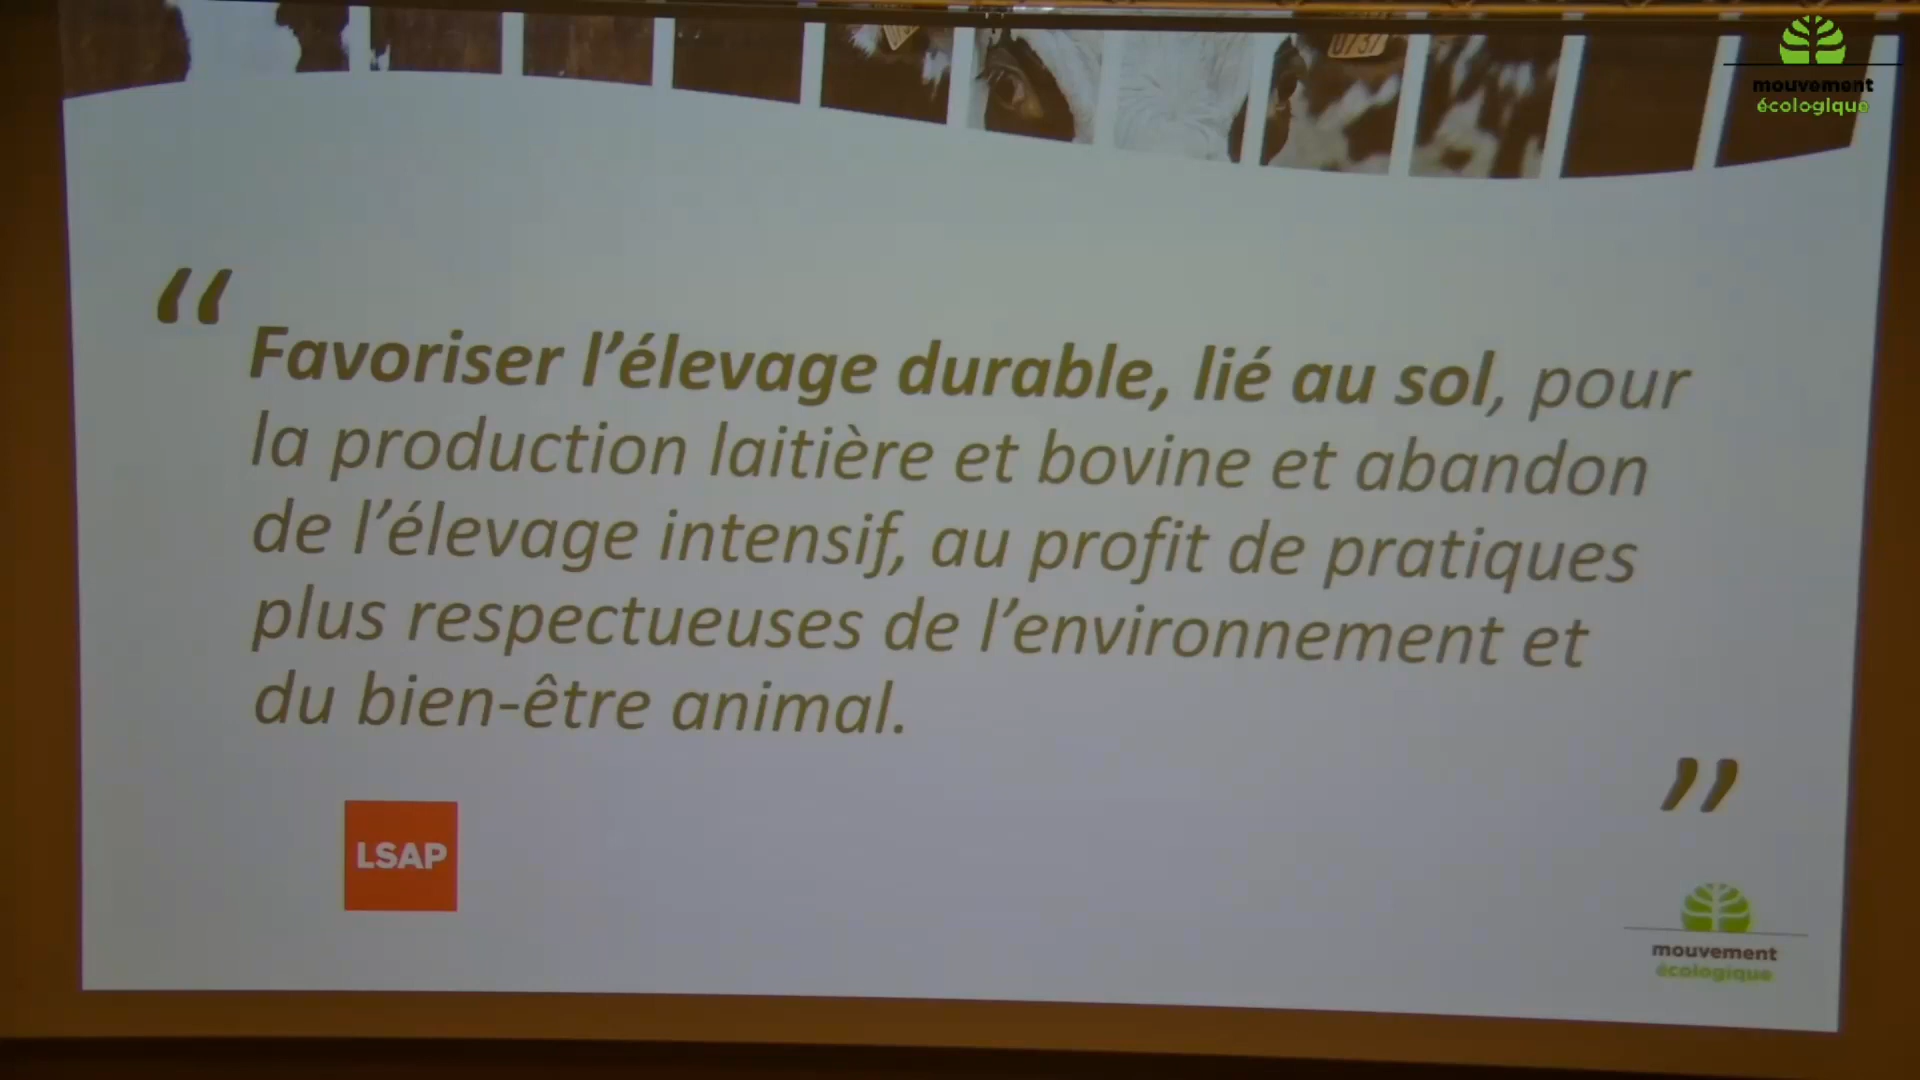 0737
mouvement
écologique
“
Favoriser l’élevage durable, lié au sol, pour
la production laitière et bovine et abandon
de l’élevage intensif, au profit de pratiques
plus respectueuses de l’environnement et
du bien-être animal.
”
LSAP
mouvement
écologique